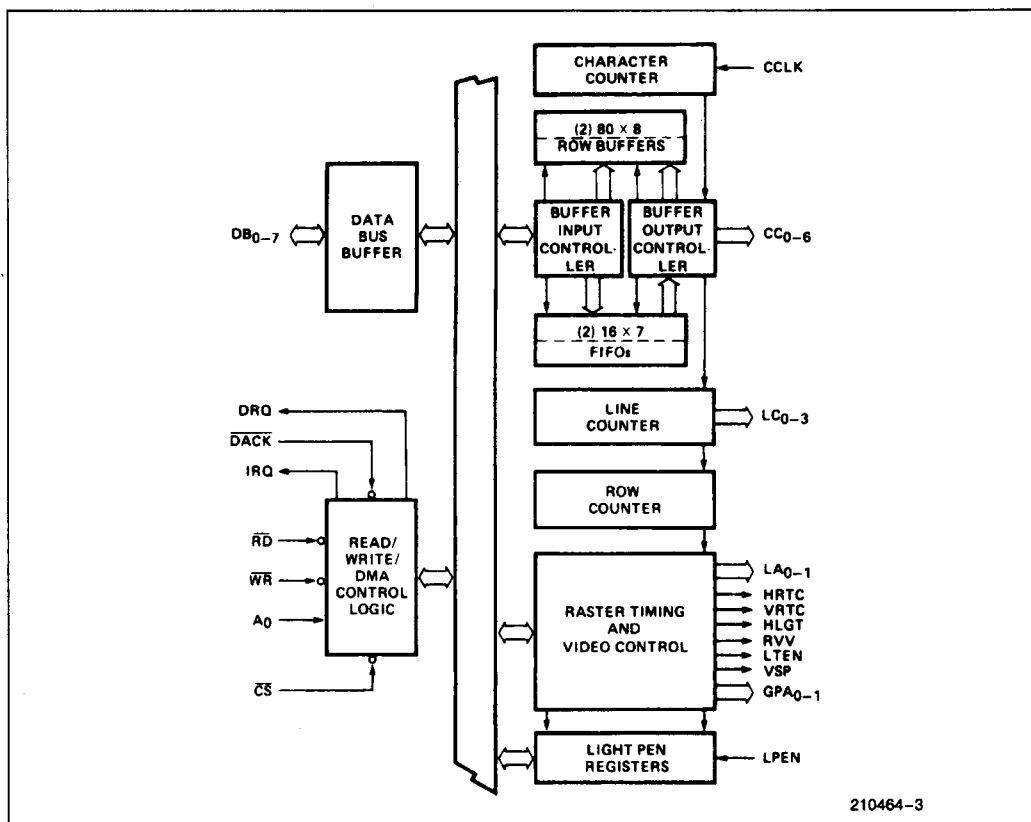 CHARACTER
COUNTER
CCLK
(2) 80 × 8
ROW BUFFERS
DATA
BUS
BUFFER
DB0–7
BUFFER
INPUT
CONTROL-
LER
BUFFER
OUTPUT
CONTROL-
LER
CC0–6
(2) 16 × 7
FIFOs
DRQ
DACK
IRQ
LINE
COUNTER
LC0–3
ROW
COUNTER
RD
WR
A0
CS
READ/
WRITE/
DMA
CONTROL
LOGIC
RASTER TIMING
AND
VIDEO CONTROL
LA0–1
HRTC
VRTC
HLGT
RVV
LTEN
VSP
GPA0–1
LIGHT PEN
REGISTERS
LPEN
210464–3